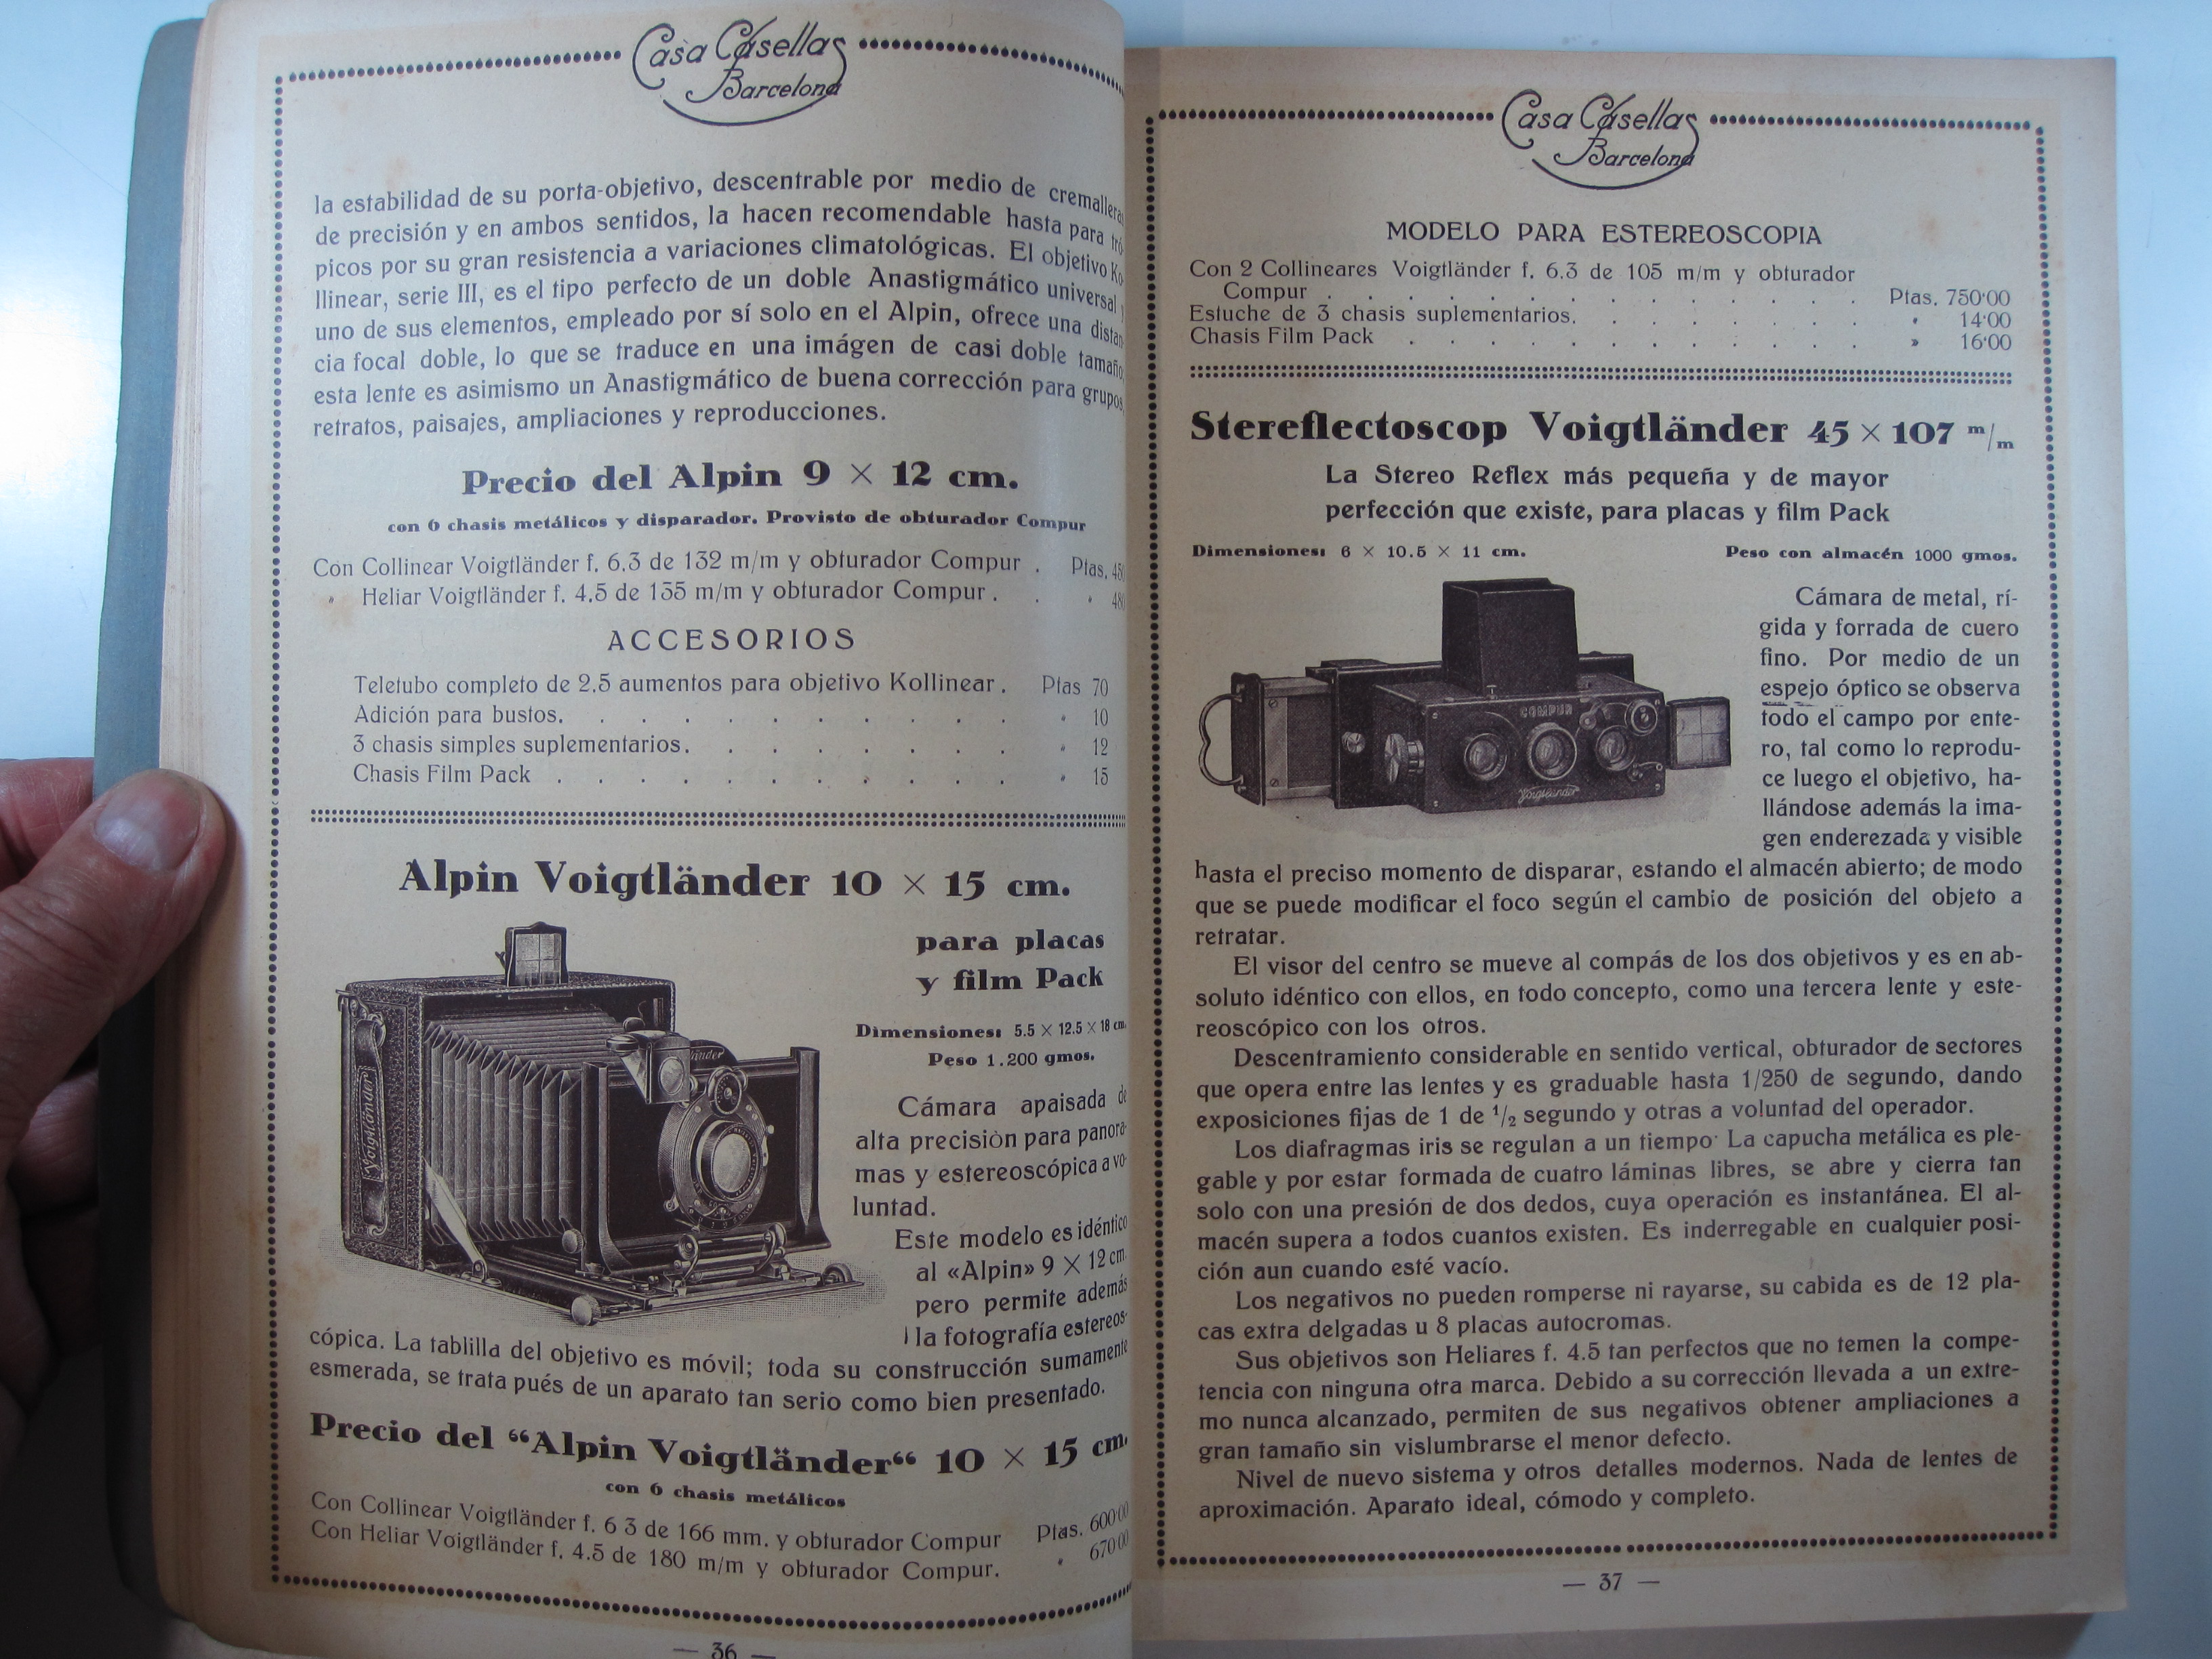 Casa Casellas
Barcelona
la estabilidad de su porta-objetivo, descentrable por medio de cremalleras
de precisión y en ambos sentidos, la hacen recomendable hasta para tró
picos por su gran resistencia a variaciones climatológicas. El objetivo Ko
llinear, serie III, es el tipo perfecto de un doble Anastigmático universal y
uno de sus elementos, empleado por sí solo en el Alpin, ofrece una distan
cia focal doble, lo que se traduce en una imágen de casi doble tamaño;
esta lente es asimismo un Anastigmático de buena corrección para grupos,
retratos, paisajes, ampliaciones y reproducciones.
Precio del Alpin 9 × 12 cm.
con 6 chasis metálicos y disparador. Provisto de obturador Compur
Con Collinear Voigtländer f. 6.3 de 132 m/m y obturador Compur . Ptas.
» Heliar Voigtländer f. 4.5 de 135 m/m y obturador Compur . . »
ACCESORIOS
Teletubo completo de 2.5 aumentos para objetivo Kollinear . Ptas 70
Adición para bustos. . . . . . . . . . . » 10
3 chasis simples suplementarios. . . . . . . . » 12
Chasis Film Pack . . . . . . . . . . . » 15
Alpin Voigtländer 10 × 15 cm.
para placas
y film Pack
Dimensiones: 5.5 × 12.5 × 18 cm.
Peso 1.200 gmos.
Voigtländer
länder
Cámara apaisada de
alta precisiòn para panora-
mas y estereoscópica a vo-
luntad.
Este modelo es idéntico
al «Alpin» 9 × 12 cm.
pero permite además
la fotografía estereos-
cópica. La tablilla del objetivo es móvil; toda su construcción sumamente
esmerada, se trata pués de un aparato tan serio como bien presentado.
Precio del “Alpin Voigtländer“ 10 × 15 cm.
con 6 chasis metálicos
Con Collinear Voigtländer f. 6 3 de 166 mm. y obturador Compur Ptas. 600'00
Con Heliar Voigtländer f. 4.5 de 180 m/m y obturador Compur. » 670'00
— 36 —
Casa Casellas
Barcelona
MODELO PARA ESTEREOSCOPIA
Con 2 Collineares Voigtländer f. 6.3 de 105 m/m y obturador
Compur . . . . . . . . . . . . . . Ptas. 750'00
Estuche de 3 chasis suplementarios. . . . . . . . » 14'00
Chasis Film Pack . . . . . . . . . . . . » 16'00
Stereflectoscop Voigtländer 45 × 107 m/m
La Stereo Reflex más pequeña y de mayor
perfección que existe, para placas y film Pack
Dimensiones: 6 × 10.5 × 11 cm. Peso con almacén 1000 gmos.
COMPUR
Voigtländer
Cámara de metal, rí-
gida y forrada de cuero
fino. Por medio de un
espejo óptico se observa
todo el campo por ente-
ro, tal como lo reprodu-
ce luego el objetivo, ha-
llándose además la ima-
gen enderezada y visible
hasta el preciso momento de disparar, estando el almacén abierto; de modo
que se puede modificar el foco según el cambio de posición del objeto a
retratar.
El visor del centro se mueve al compás de los dos objetivos y es en ab-
soluto idéntico con ellos, en todo concepto, como una tercera lente y este-
reoscópico con los otros.
Descentramiento considerable en sentido vertical, obturador de sectores
que opera entre las lentes y es graduable hasta 1/250 de segundo, dando
exposiciones fijas de 1 de 1/2 segundo y otras a voluntad del operador.
Los diafragmas iris se regulan a un tiempo· La capucha metálica es ple-
gable y por estar formada de cuatro láminas libres, se abre y cierra tan
solo con una presión de dos dedos, cuya operación es instantánea. El al-
macén supera a todos cuantos existen. Es inderregable en cualquier posi-
ción aun cuando esté vacío.
Los negativos no pueden romperse ni rayarse, su cabida es de 12 pla-
cas extra delgadas u 8 placas autocromas.
Sus objetivos son Heliares f. 4.5 tan perfectos que no temen la compe-
tencia con ninguna otra marca. Debido a su corrección llevada a un extre-
mo nunca alcanzado, permiten de sus negativos obtener ampliaciones a
gran tamaño sin vislumbrarse el menor defecto.
Nivel de nuevo sistema y otros detalles modernos. Nada de lentes de
aproximación. Aparato ideal, cómodo y completo.
— 37 —